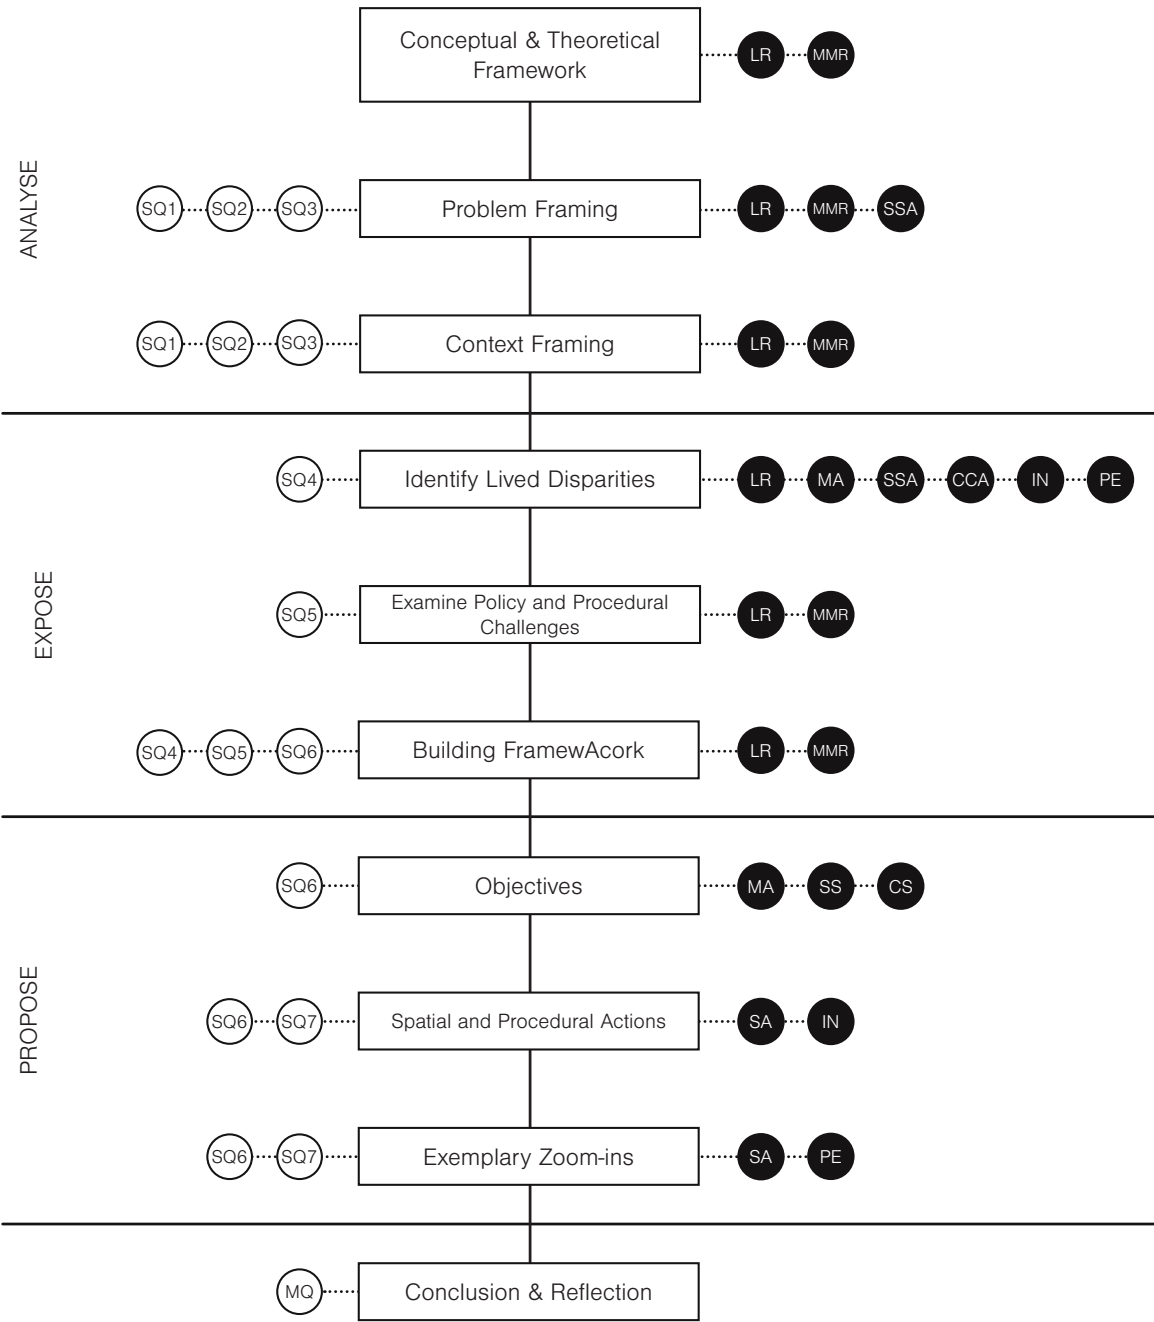 Conceptual & Theoretical
Framework
LR MMR
ANALYSE
SQ1 SQ2 SQ3 Problem Framing LR MMR SSA
SQ1 SQ2 SQ3 Context Framing LR MMR
EXPOSE
SQ4 Identify Lived Disparities LR MA SSA CCA IN PE
SQ5 Examine Policy and Procedural
Challenges
LR MMR
SQ4 SQ5 SQ6 Building FramewAcork LR MMR
PROPOSE
SQ6 Objectives MA SS CS
SQ6 SQ7 Spatial and Procedural Actions SA IN
SQ6 SQ7 Exemplary Zoom-ins SA PE
MQ Conclusion & Reflection